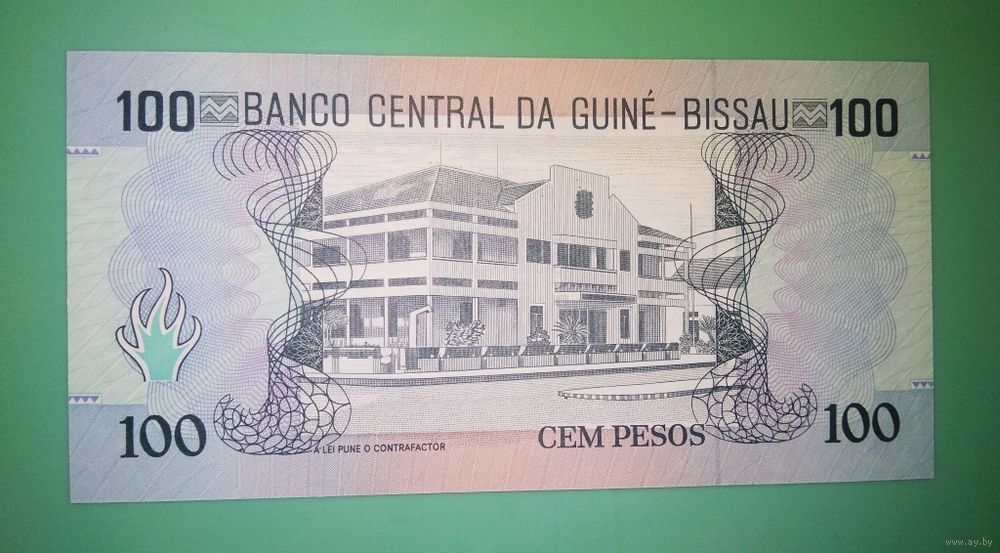 100 BANCO CENTRAL DA GUINÉ-BISSAU 100
100 A LEI PUNE O CONTRAFACTOR CEM PESOS 100
www.ay.by